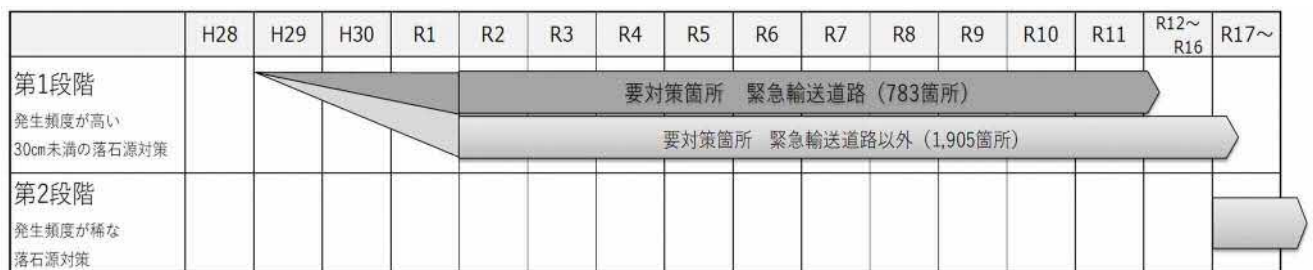 H28 H29 H30 R1 R2 R3 R4 R5 R6 R7 R8 R9 R10 R11 R12～ R17～
R16
第1段階
発生頻度が高い
30㎝未満の落石源対策
要対策箇所 緊急輸送道路（783箇所）
要対策箇所 緊急輸送道路以外（1,905箇所）
第2段階
発生頻度が稀な
落石源対策